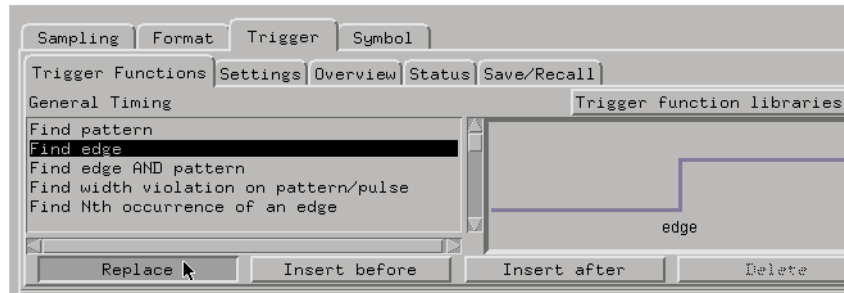 Sampling Format Trigger Symbol
Trigger Functions Settings Overview Status Save/Recall
General Timing Trigger function libraries
Find pattern
Find edge
Find edge AND pattern
Find width violation on pattern/pulse
Find Nth occurrence of an edge
edge
Replace Insert before Insert after Delete